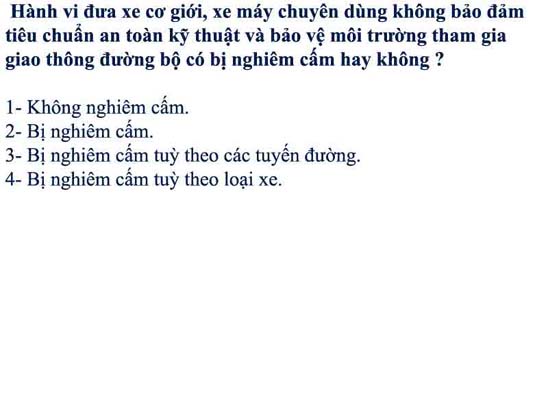 Hành vi đưa xe cơ giới, xe máy chuyên dùng không bảo đảm
tiêu chuẩn an toàn kỹ thuật và bảo vệ môi trường tham gia
giao thông đường bộ có bị nghiêm cấm hay không ?
1- Không nghiêm cấm.
2- Bị nghiêm cấm.
3- Bị nghiêm cấm tuỳ theo các tuyến đường.
4- Bị nghiêm cấm tuỳ theo loại xe.